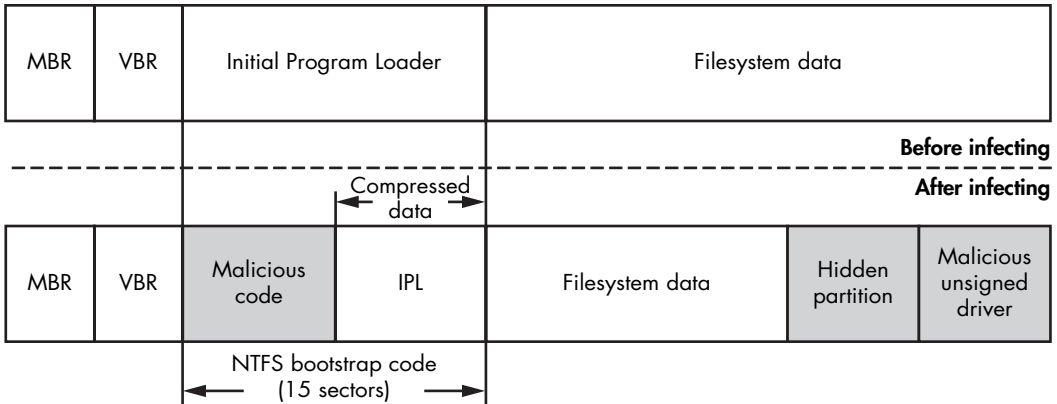 MBR
VBR
Initial Program Loader
Filesystem data
Before infecting
After infecting
Compressed
data
MBR
VBR
Malicious
code
IPL
Filesystem data
Hidden
partition
Malicious
unsigned
driver
NTFS bootstrap code
(15 sectors)